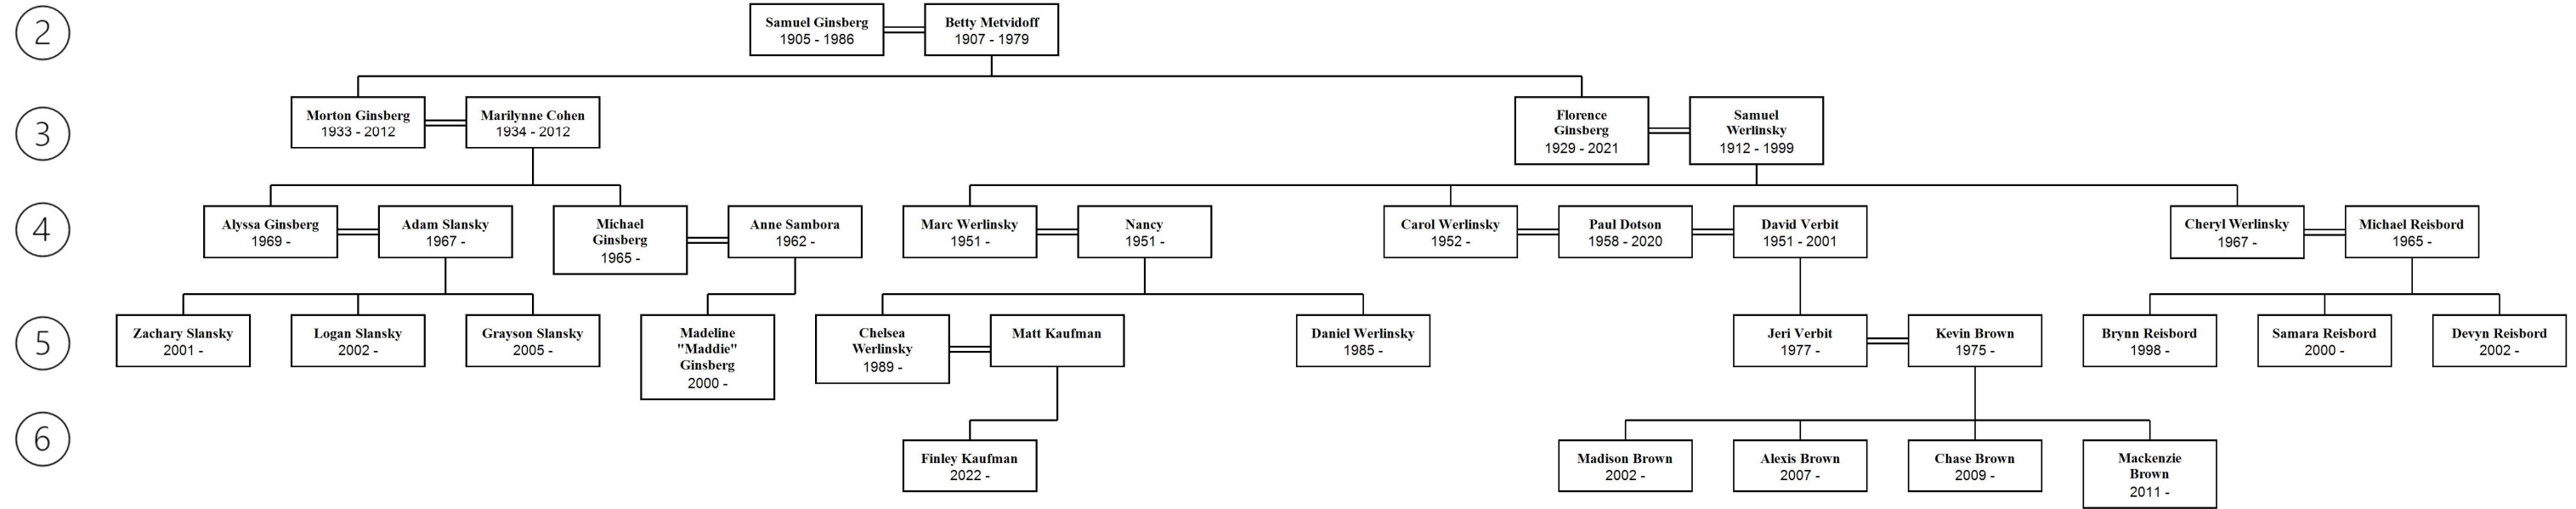 2
Samuel Ginsberg
1905 - 1986
Betty Metvidoff
1907 - 1979
3
Morton Ginsberg
1933 - 2012
Marilynne Cohen
1934 - 2012
Florence
Ginsberg
1929 - 2021
Samuel
Werlinsky
1912 - 1999
4
Alyssa Ginsberg
1969 -
Adam Slansky
1967 -
Michael
Ginsberg
1965 -
Anne Sambora
1962 -
Marc Werlinsky
1951 -
Nancy
1951 -
Carol Werlinsky
1952 -
Paul Dotson
1958 - 2020
David Verbit
1951 - 2001
Cheryl Werlinsky
1967 -
Michael Reisbord
1965 -
5
Zachary Slansky
2001 -
Logan Slansky
2002 -
Grayson Slansky
2005 -
Madeline
"Maddie"
Ginsberg
2000 -
Chelsea
Werlinsky
1989 -
Matt Kaufman
Daniel Werlinsky
1985 -
Jeri Verbit
1977 -
Kevin Brown
1975 -
Brynn Reisbord
1998 -
Samara Reisbord
2000 -
Devyn Reisbord
2002 -
6
Finley Kaufman
2022 -
Madison Brown
2002 -
Alexis Brown
2007 -
Chase Brown
2009 -
Mackenzie
Brown
2011 -